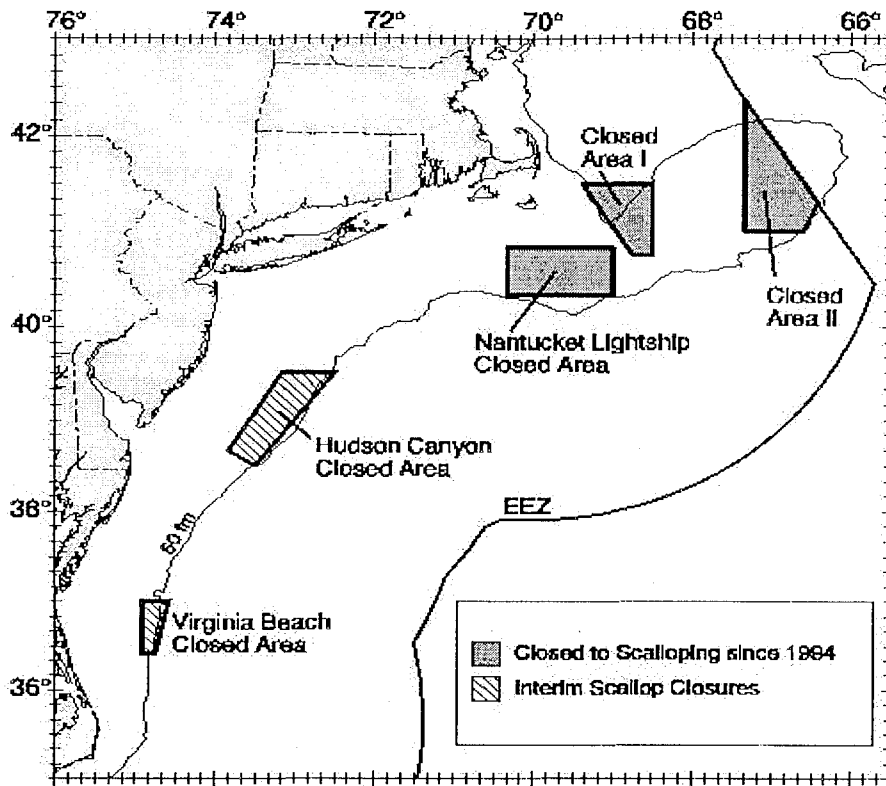 76° 74° 72° 70° 68° 66°
42°
40°
38°
36°
Closed
Area I
Closed
Area II
Nantucket Lightship
Closed Area
Hudson Canyon
Closed Area
EEZ
60 fm
Virginia Beach
Closed Area
Closed to Scalloping since 1994
Interim Scallop Closures